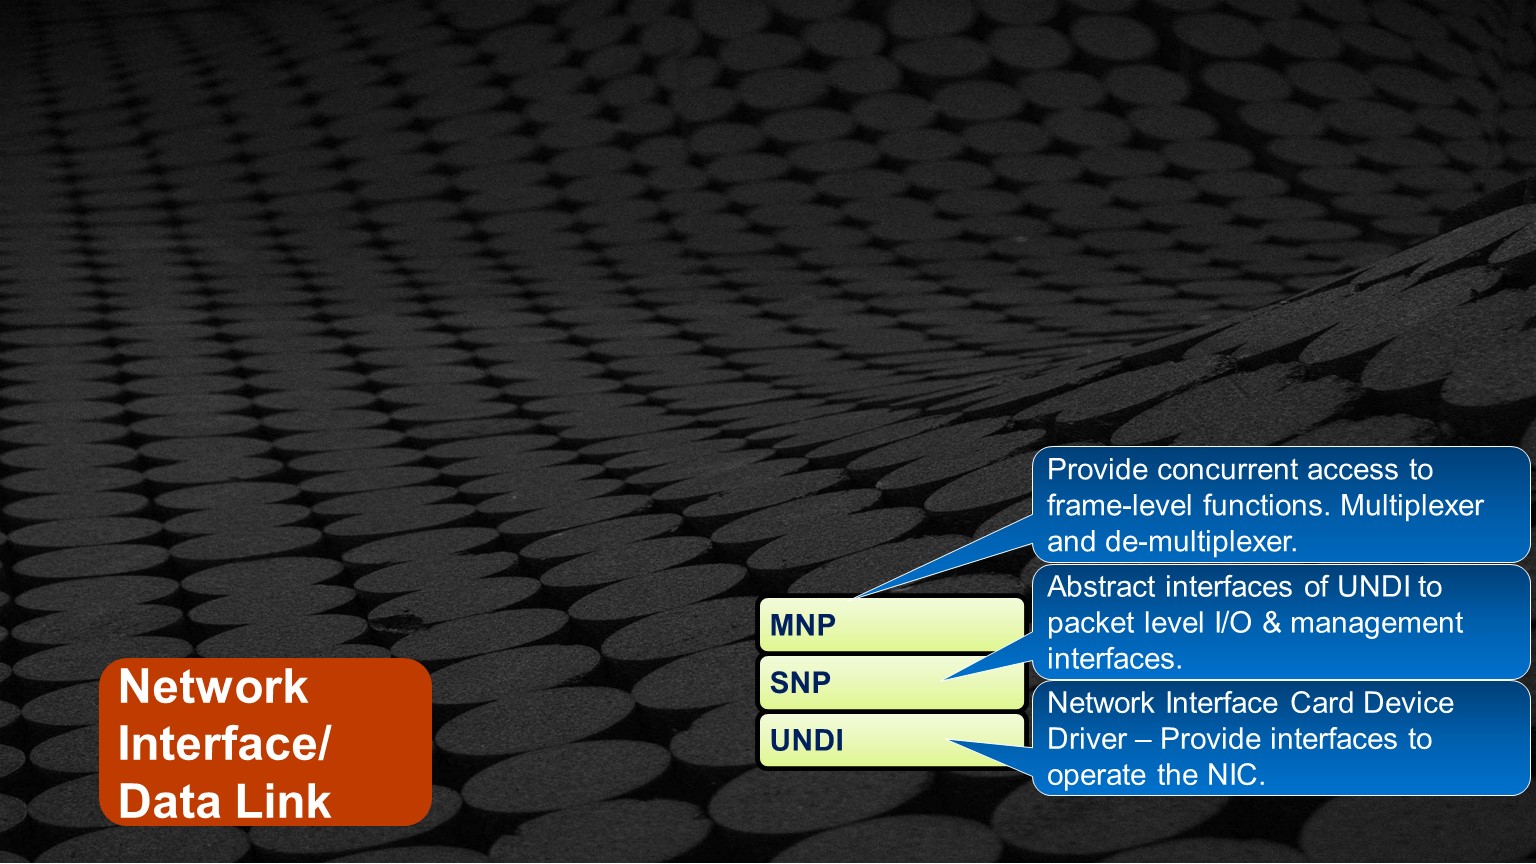 Provide concurrent access to
frame-level functions. Multiplexer
and de-multiplexer.
MNP
Abstract interfaces of UNDI to
packet level I/O & management
interfaces.
SNP
Network Interface Card Device
Driver – Provide interfaces to
operate the NIC.
UNDI
Network
Interface/
Data Link